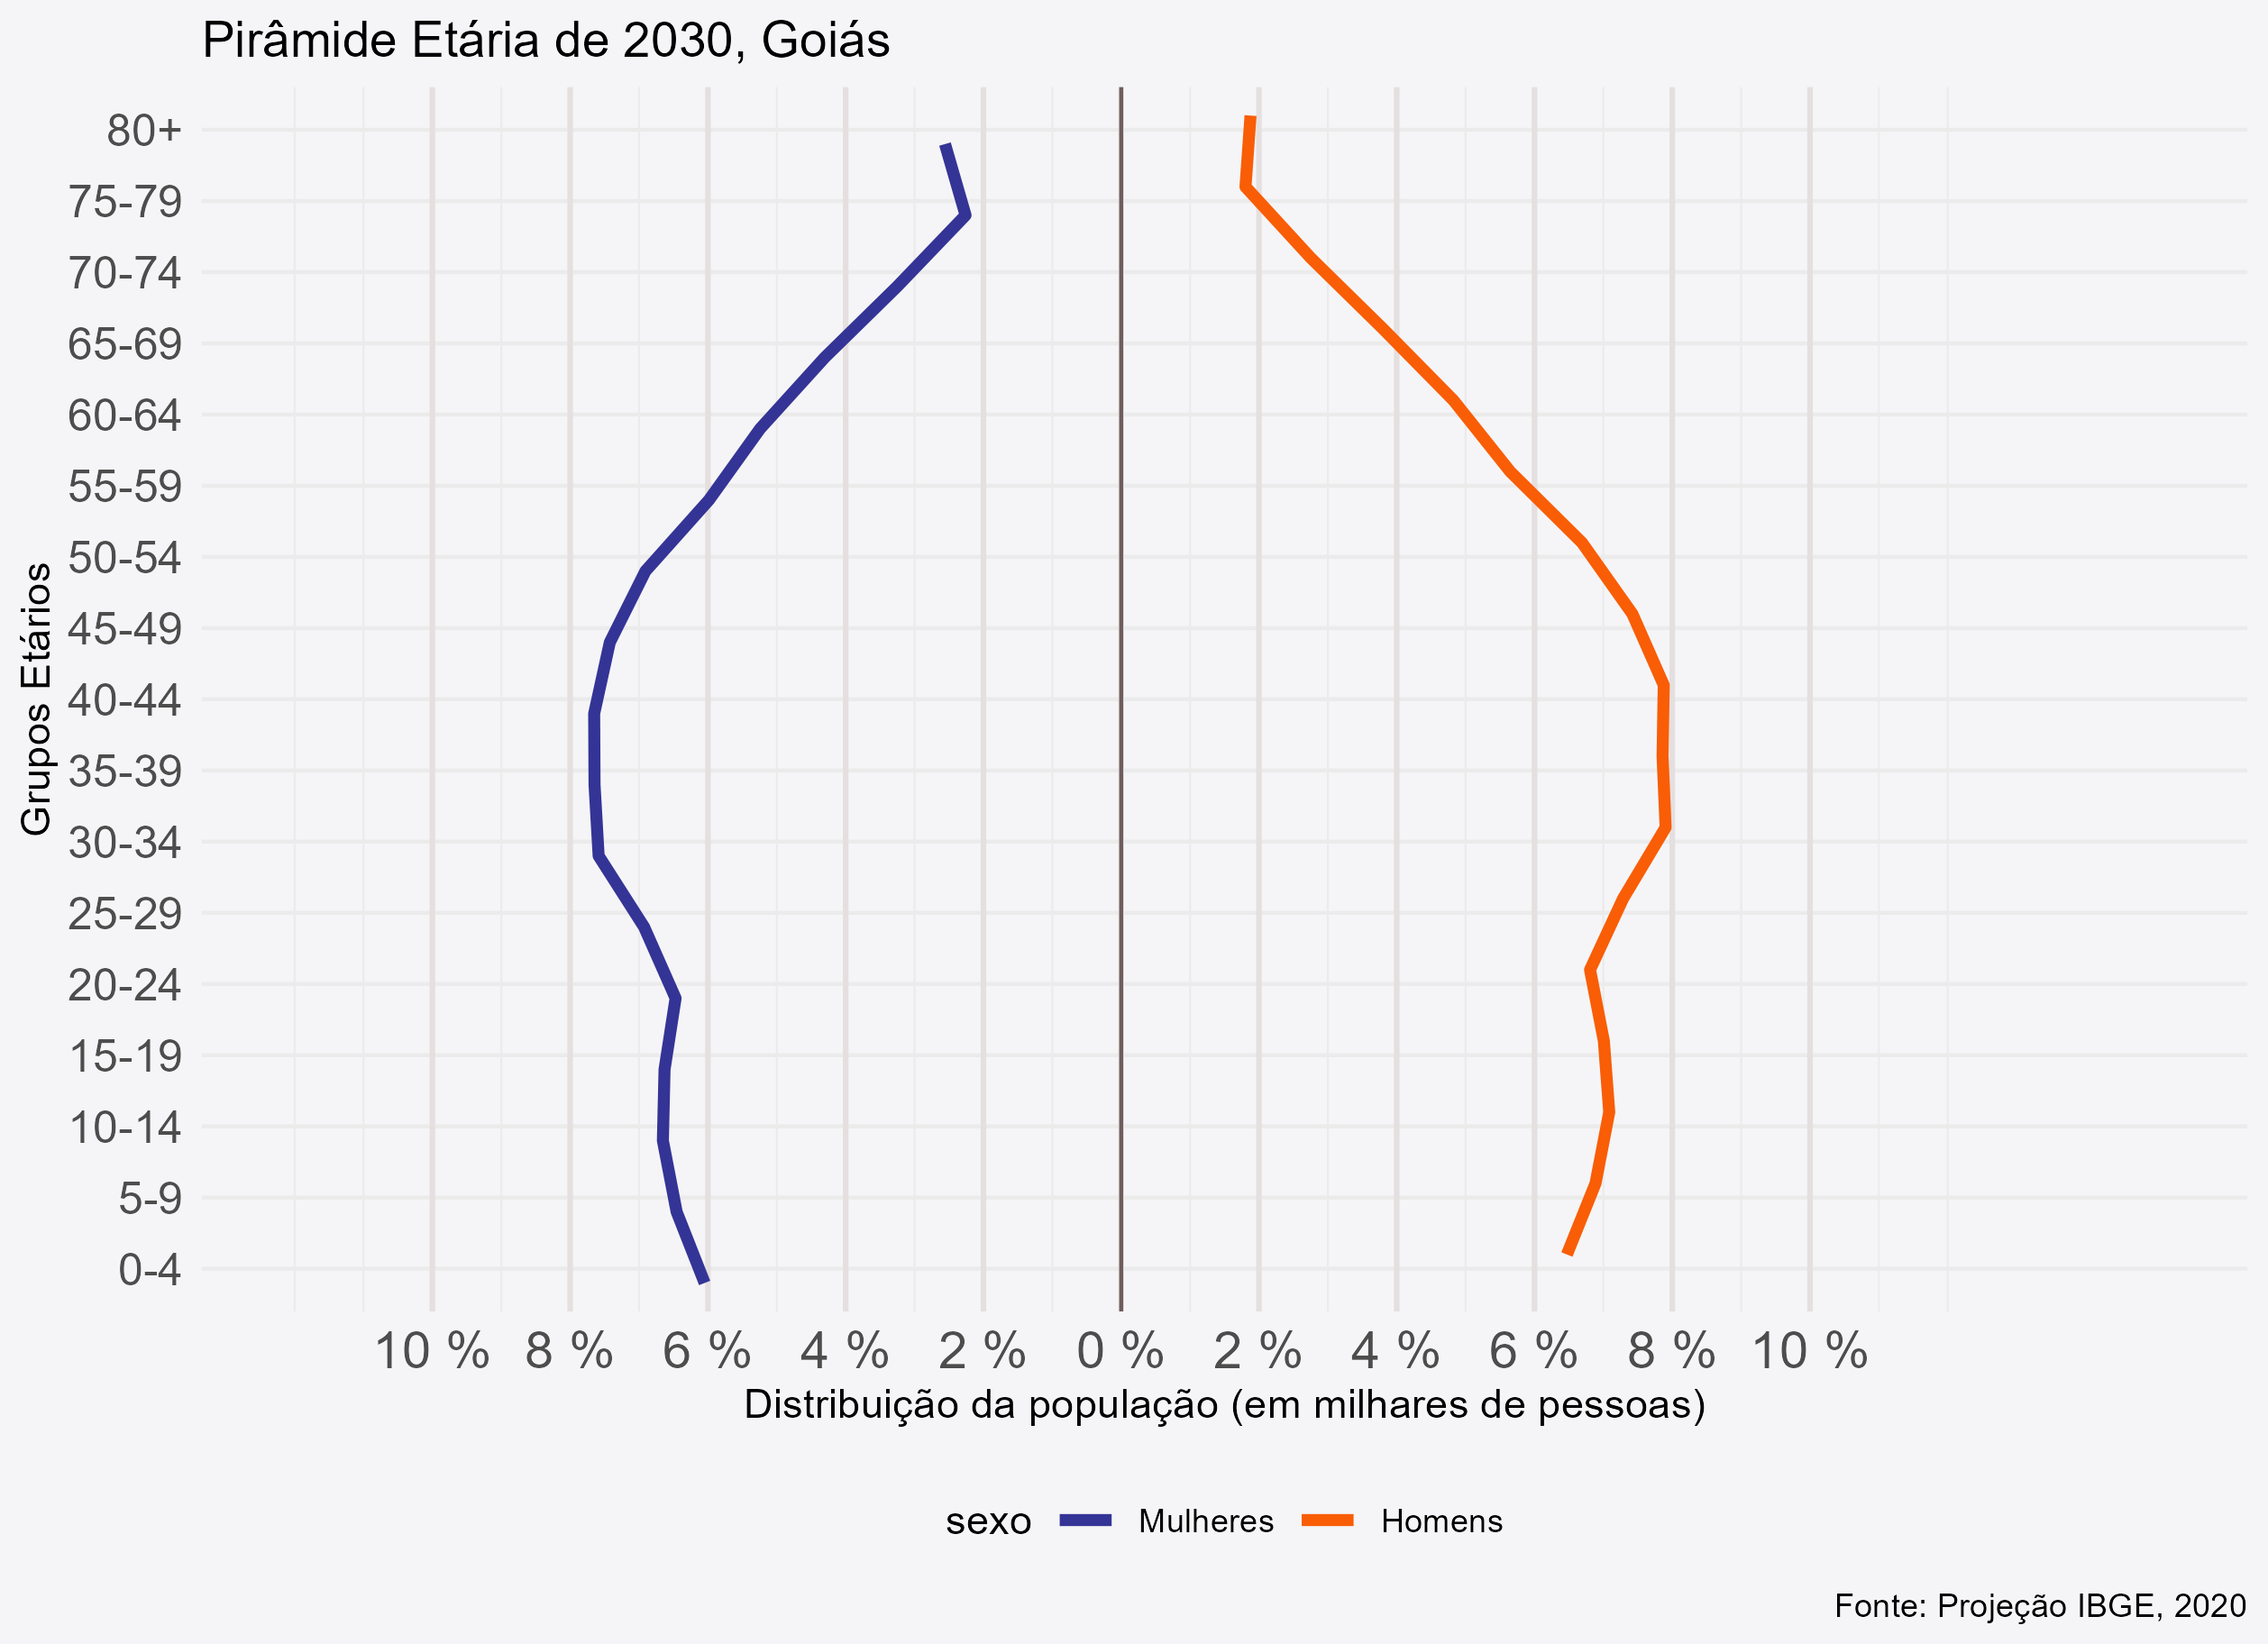 Pirâmide Etária de 2030, Goiás
Grupos Etários
80+
75-79
70-74
65-69
60-64
55-59
50-54
45-49
40-44
35-39
30-34
25-29
20-24
15-19
10-14
5-9
0-4
10 % 8 % 6 % 4 % 2 % 0 % 2 % 4 % 6 % 8 % 10 %
Distribuição da população (em milhares de pessoas)
sexo Mulheres Homens
Fonte: Projeção IBGE, 2020